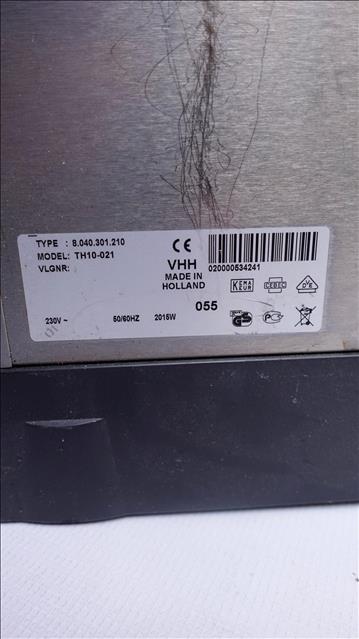 TYPE : 8.040.301.210
MODEL: TH10-021
VLGNR:
CE
VHH
MADE IN
HOLLAND
020000534241
KEMA
KEUR
CEBEC
055
230V ~ 50/60HZ 2015W
GS